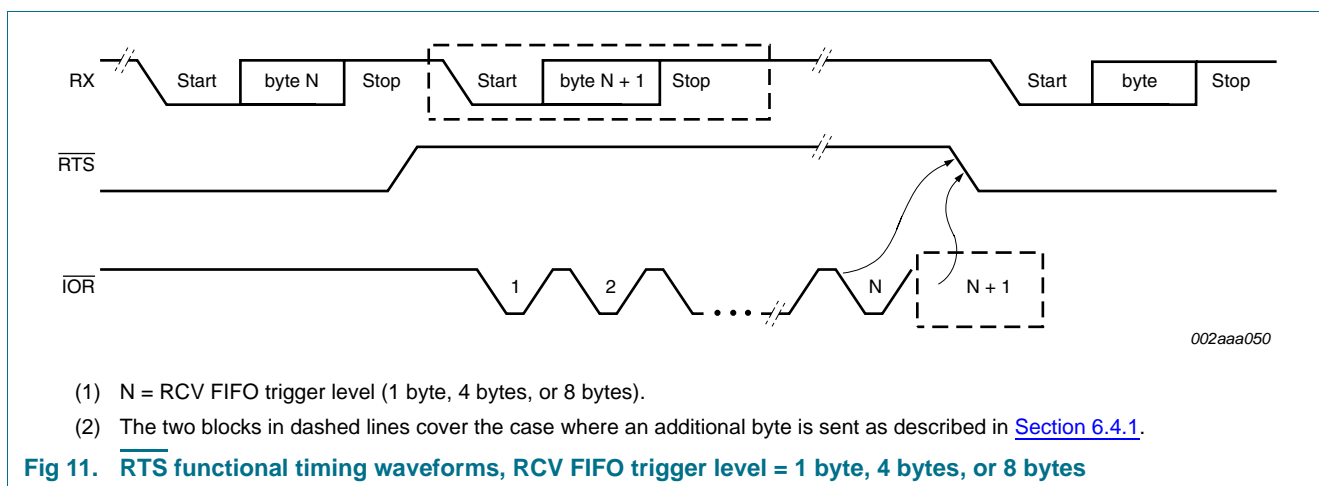 RX
Start
byte N
Stop
Start
byte N + 1
Stop
Start
byte
Stop
RTS
IOR
1
2
N
N + 1
002aaa050
(1) N = RCV FIFO trigger level (1 byte, 4 bytes, or 8 bytes).
(2) The two blocks in dashed lines cover the case where an additional byte is sent as described in Section 6.4.1.
Fig 11. RTS functional timing waveforms, RCV FIFO trigger level = 1 byte, 4 bytes, or 8 bytes